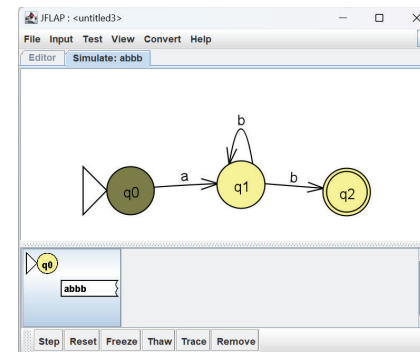 JFLAP : <untitled3>
File Input Test View Convert Help
Editor Simulate: abbb
b
q0 a q1 b q2
q0
abbb
Step Reset Freeze Thaw Trace Remove